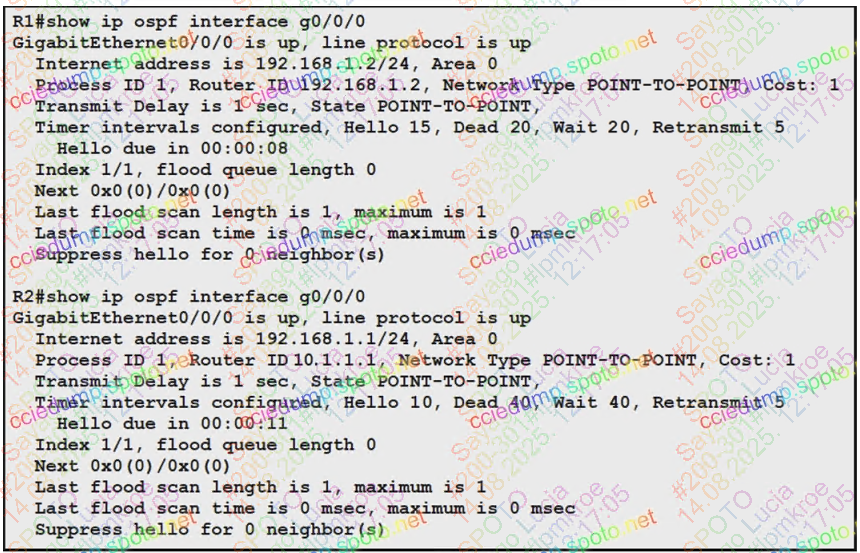 R1#show ip ospf interface g0/0/0
GigabitEthernet0/0/0 is up, line protocol is up
Internet address is 192.168.1.2/24, Area 0
Process ID 1, Router ID 192.168.1.2, Network Type POINT-TO-POINT, Cost: 1
Transmit Delay is 1 sec, State POINT-TO-POINT,
Timer intervals configured, Hello 15, Dead 20, Wait 20, Retransmit 5
Hello due in 00:00:08
Index 1/1, flood queue length 0
Next 0x0(0)/0x0(0)
Last flood scan length is 1, maximum is 1
Last flood scan time is 0 msec, maximum is 0 msec
Suppress hello for 0 neighbor(s)
R2#show ip ospf interface g0/0/0
GigabitEthernet0/0/0 is up, line protocol is up
Internet address is 192.168.1.1/24, Area 0
Process ID 1, Router ID 10.1.1.1, Network Type POINT-TO-POINT, Cost: 1
Transmit Delay is 1 sec, State POINT-TO-POINT,
Timer intervals configured, Hello 10, Dead 40, Wait 40, Retransmit 5
Hello due in 00:00:11
Index 1/1, flood queue length 0
Next 0x0(0)/0x0(0)
Last flood scan length is 1, maximum is 1
Last flood scan time is 0 msec, maximum is 0 msec
Suppress hello for 0 neighbor(s)
cciedump.spoto.net